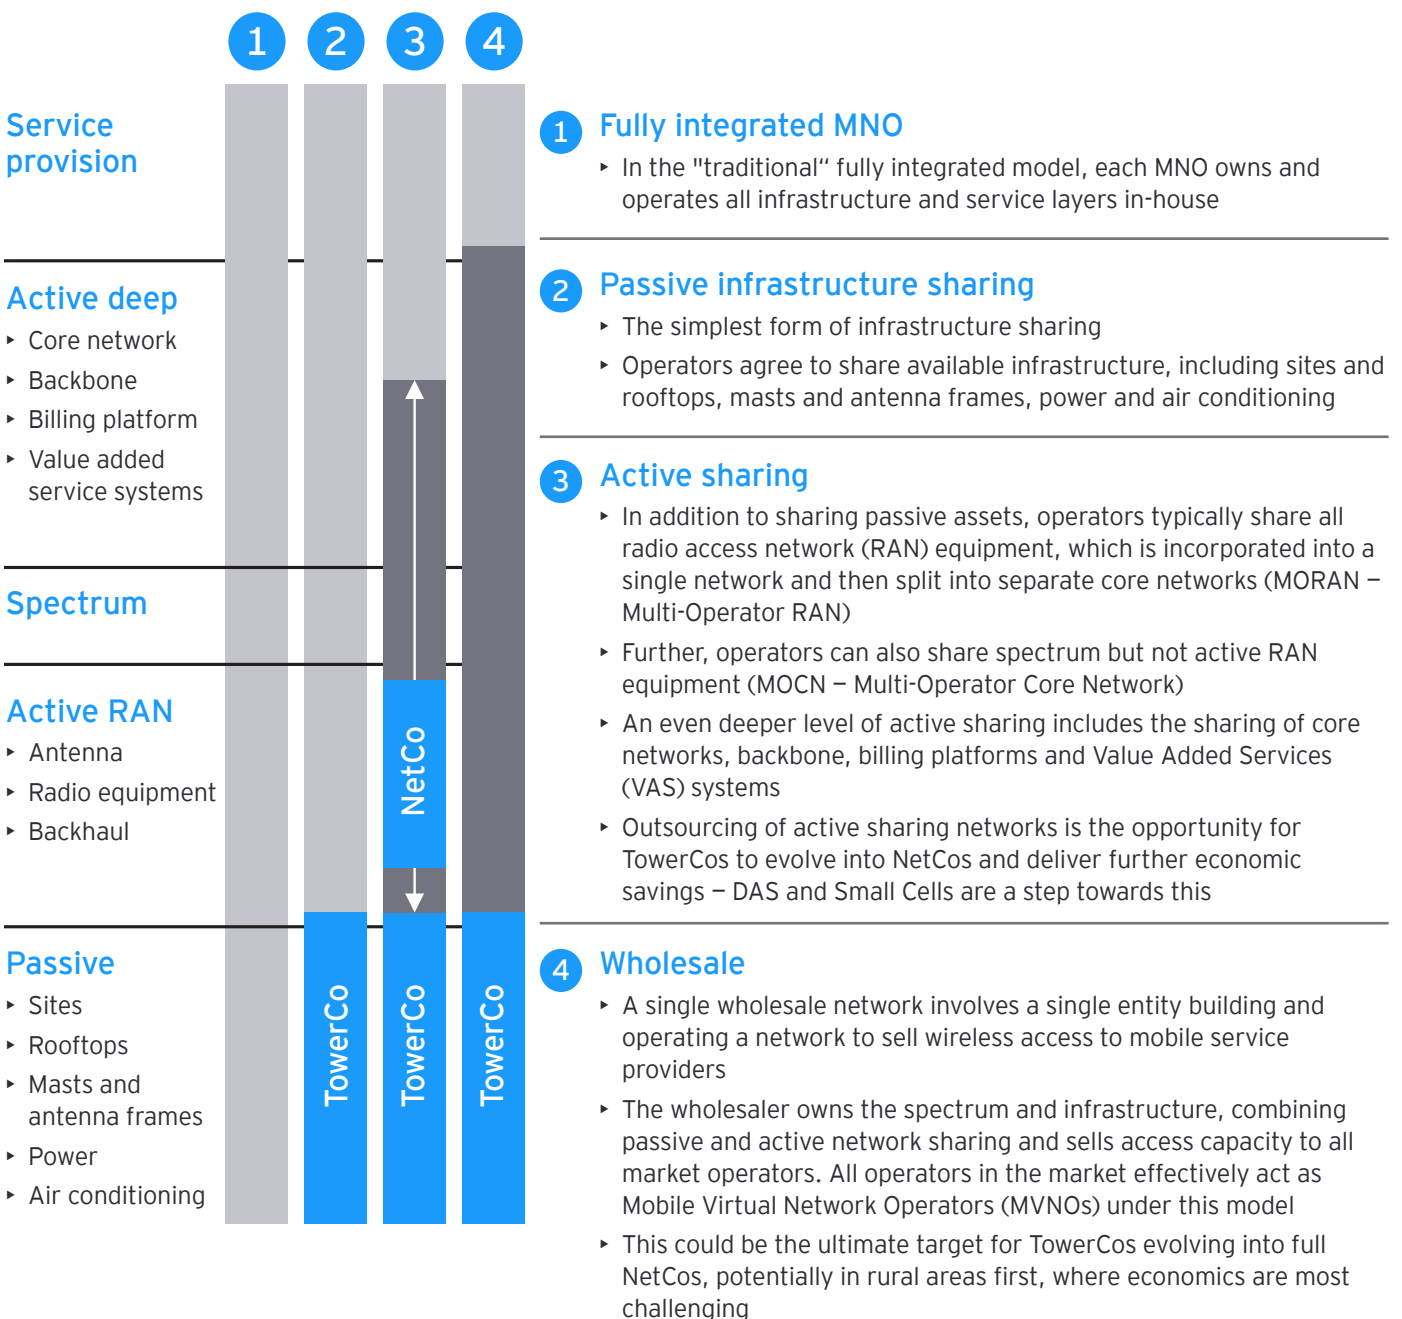 1 2 3 4
Service
provision
Active deep
‣ Core network
‣ Backbone
‣ Billing platform
‣ Value added
service systems
Spectrum
Active RAN
‣ Antenna
‣ Radio equipment
‣ Backhaul
Passive
‣ Sites
‣ Rooftops
‣ Masts and
antenna frames
‣ Power
‣ Air conditioning
NetCo
TowerCo
TowerCo
TowerCo
1 Fully integrated MNO
‣ In the "traditional“ fully integrated model, each MNO owns and
operates all infrastructure and service layers in-house
2 Passive infrastructure sharing
‣ The simplest form of infrastructure sharing
‣ Operators agree to share available infrastructure, including sites and
rooftops, masts and antenna frames, power and air conditioning
3 Active sharing
‣ In addition to sharing passive assets, operators typically share all
radio access network (RAN) equipment, which is incorporated into a
single network and then split into separate core networks (MORAN —
Multi-Operator RAN)
‣ Further, operators can also share spectrum but not active RAN
equipment (MOCN — Multi-Operator Core Network)
‣ An even deeper level of active sharing includes the sharing of core
networks, backbone, billing platforms and Value Added Services
(VAS) systems
‣ Outsourcing of active sharing networks is the opportunity for
TowerCos to evolve into NetCos and deliver further economic
savings — DAS and Small Cells are a step towards this
4 Wholesale
‣ A single wholesale network involves a single entity building and
operating a network to sell wireless access to mobile service
providers
‣ The wholesaler owns the spectrum and infrastructure, combining
passive and active network sharing and sells access capacity to all
market operators. All operators in the market effectively act as
Mobile Virtual Network Operators (MVNOs) under this model
‣ This could be the ultimate target for TowerCos evolving into full
NetCos, potentially in rural areas first, where economics are most
challenging